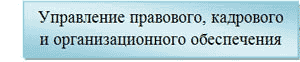 Управление правового, кадрового
и организационного обеспечения